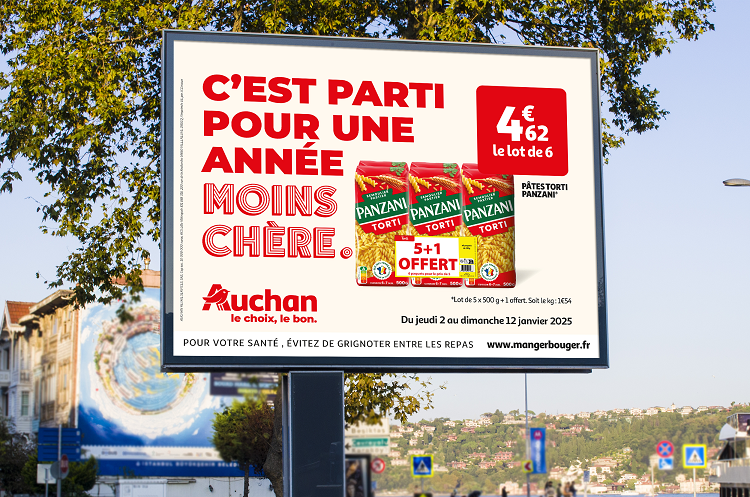 C'EST PARTI
POUR UNE
ANNÉE
MOINS
CHÈRE.
4€62
le lot de 6
PÂTES TORTI
PANZANI*
PANZANI
TORTI
PANZANI
TORTI
PANZANI
TORTI
5+1
OFFERT
500g
500g
*Lot de 5 x 500 g + 1 offert. Soit le kg : 1€54
Auchan
le choix, le bon.
Du jeudi 2 au dimanche 12 janvier 2025
POUR VOTRE SANTÉ , ÉVITEZ DE GRIGNOTER ENTRE LES REPAS www.mangerbouger.fr